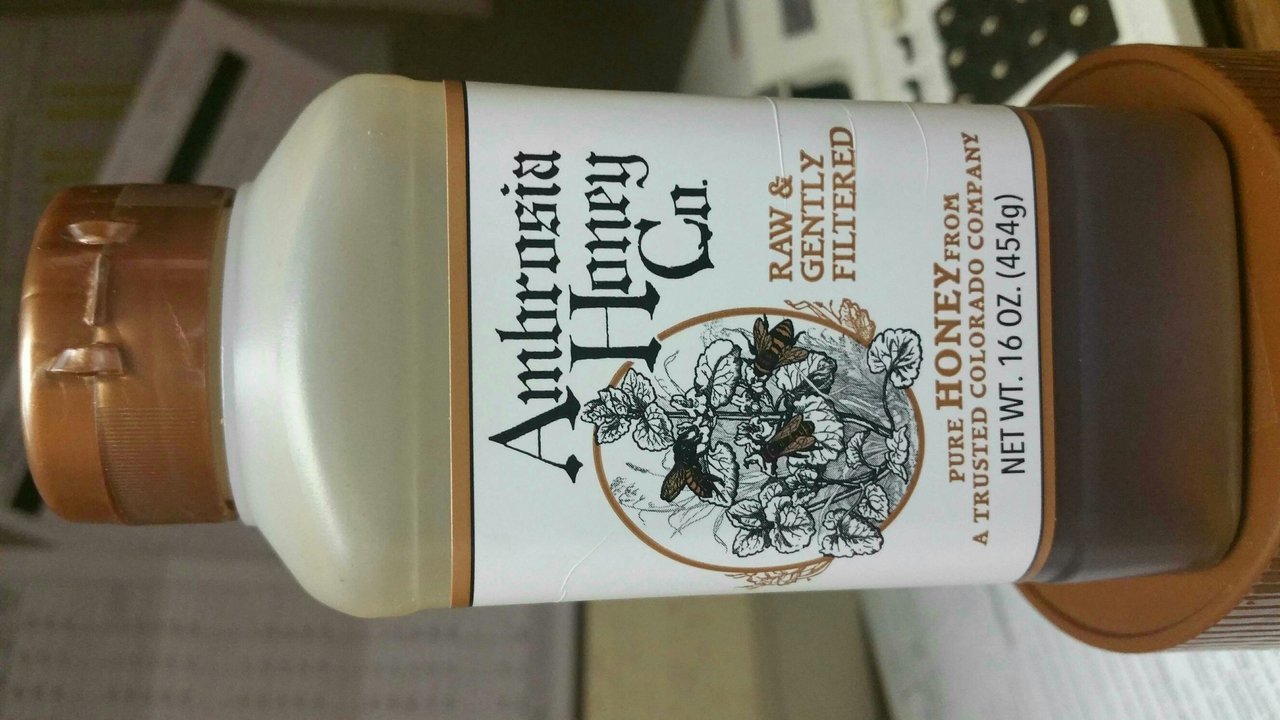 Ambrosia
Honey
Co.
RAW &
GENTLY
FILTERED
PURE HONEY FROM
A TRUSTED COLORADO COMPANY
NET WT. 16 OZ. (454g)